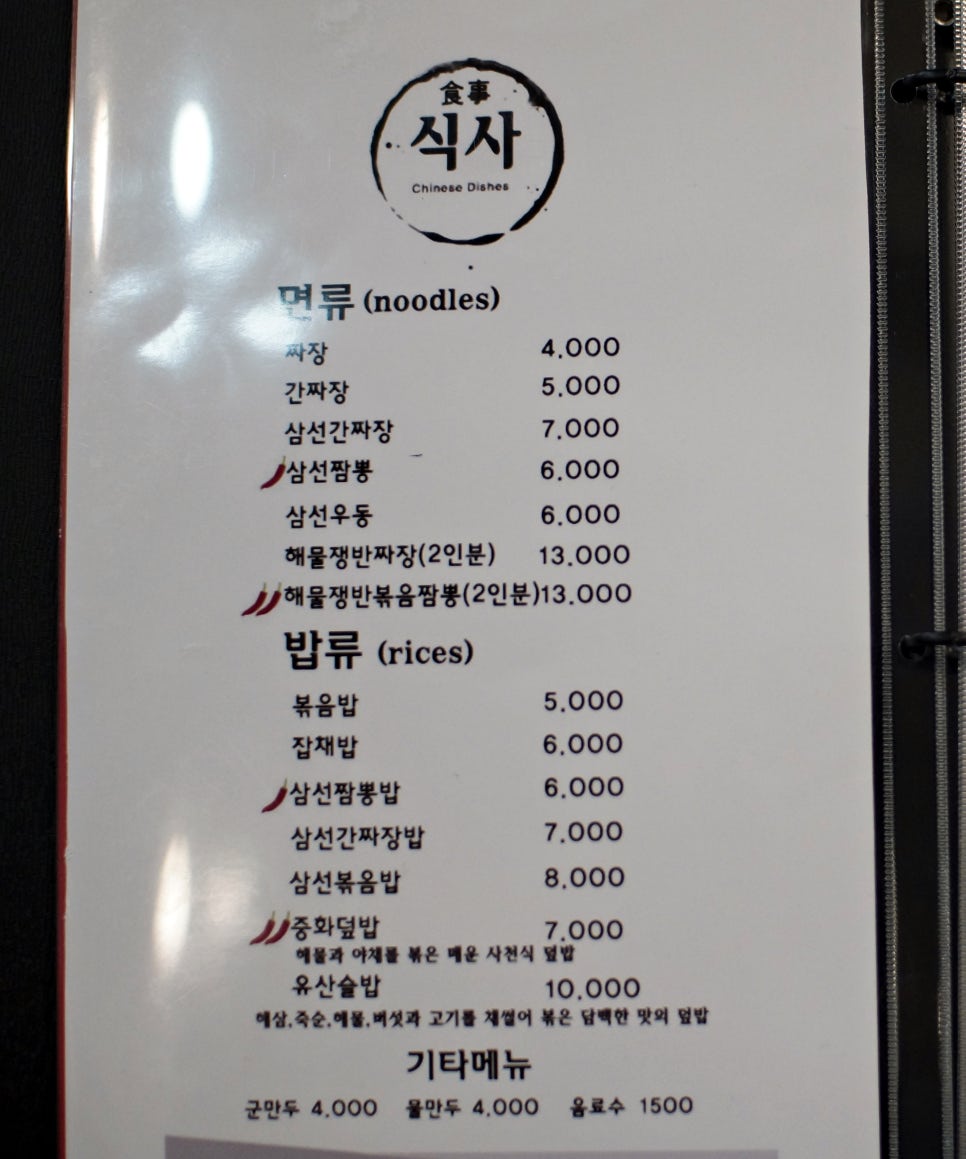 食事
식사
Chinese Dishes
면류 (noodles)
짜장 4,000
간짜장 5,000
삼선간짜장 7,000
삼선짬뽕 6,000
삼선우동 6,000
해물쟁반짜장(2인분) 13,000
해물쟁반볶음짬뽕(2인분)13,000
밥류 (rices)
볶음밥 5,000
잡채밥 6,000
삼선짬뽕밥 6,000
삼선간짜장밥 7,000
삼선볶음밥 8,000
중화덮밥 7,000
해물과 야채를 볶은 매운 사천식 덮밥
유산슬밥 10,000
해삼,죽순,해물,버섯과 고기를 채썰어 볶은 담백한 맛의 덮밥
기타메뉴
군만두 4,000 물만두 4,000 음료수 1500